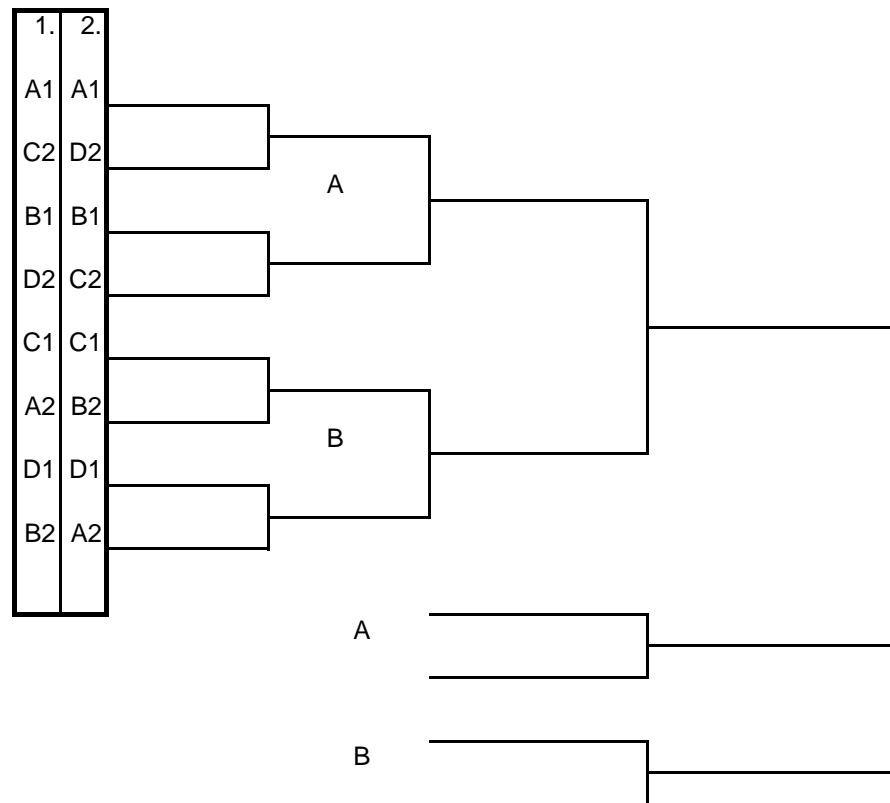 1. 2.
A1 A1
C2 D2
A
B1 B1
D2 C2
C1 C1
A2 B2
B
D1 D1
B2 A2
A
B